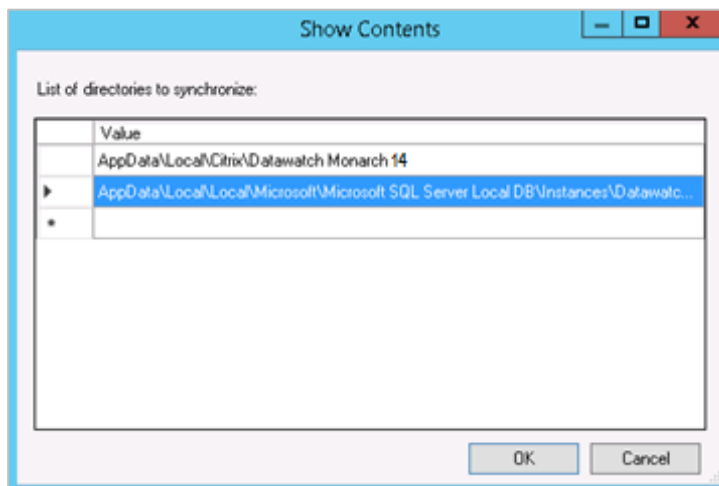 Show Contents
List of directories to synchronize:
Value
AppData\Local\Citrix\Datawatch Monarch 14
AppData\Local\Local\Microsoft\Microsoft SQL Server Local DB\Instances\Datawatc...
*
OK Cancel